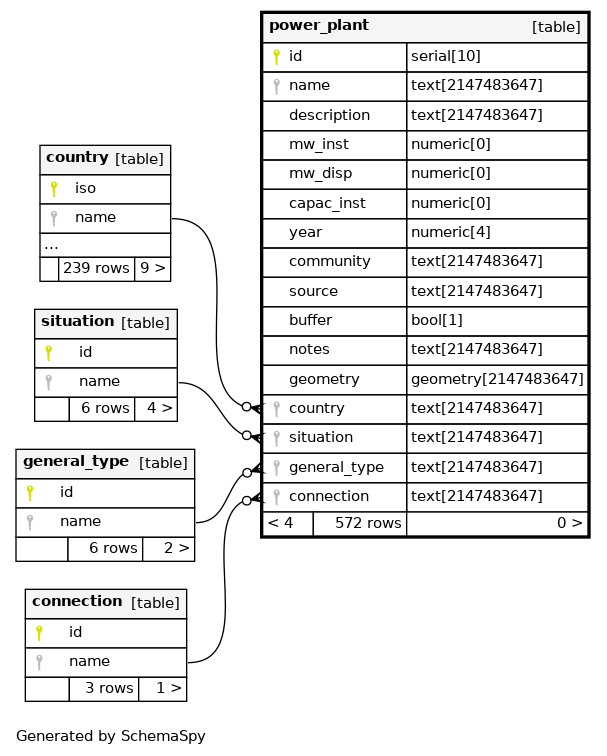 power_plant [table]
id serial[10]
name text[2147483647]
description text[2147483647]
mw_inst numeric[0]
mw_disp numeric[0]
capac_inst numeric[0]
year numeric[4]
community text[2147483647]
source text[2147483647]
buffer bool[1]
notes text[2147483647]
geometry geometry[2147483647]
country text[2147483647]
situation text[2147483647]
general_type text[2147483647]
connection text[2147483647]
< 4 572 rows 0 >
country [table]
iso
name
...
239 rows 9 >
situation [table]
id
name
6 rows 4 >
general_type [table]
id
name
6 rows 2 >
connection [table]
id
name
3 rows 1 >
Generated by SchemaSpy